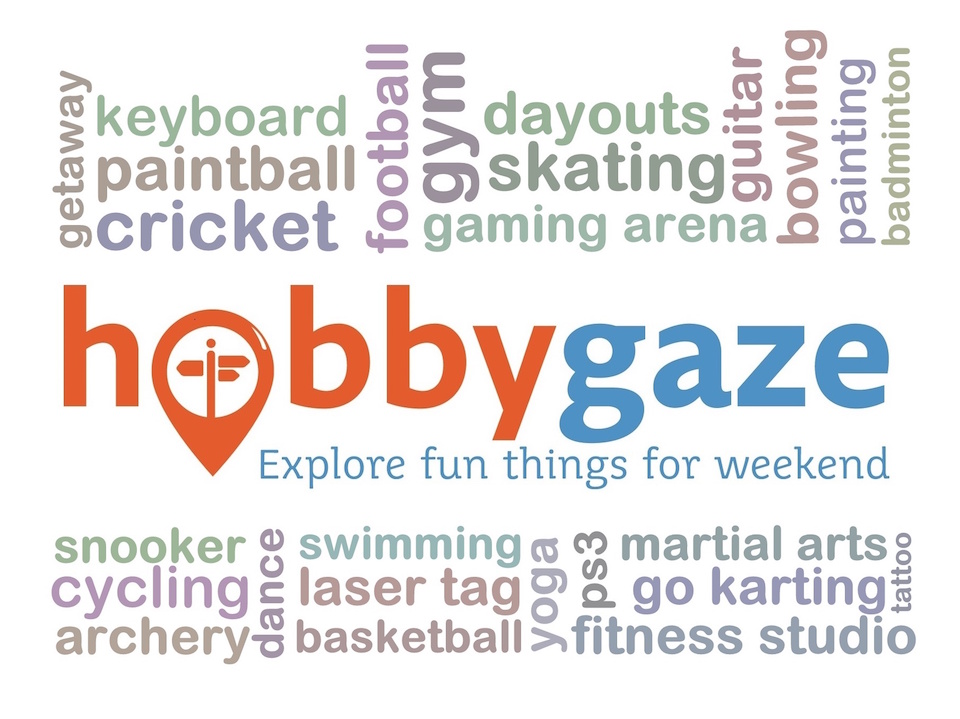 getaway
keyboard
paintball
cricket
football
gym
dayouts
skating
gaming arena
guitar
bowling
painting
badminton
hobbygaze
Explore fun things for weekend
snooker
cycling
archery
dance
swimming
laser tag
basketball
yoga
ps3
martial arts
go karting
fitness studio
tattoo